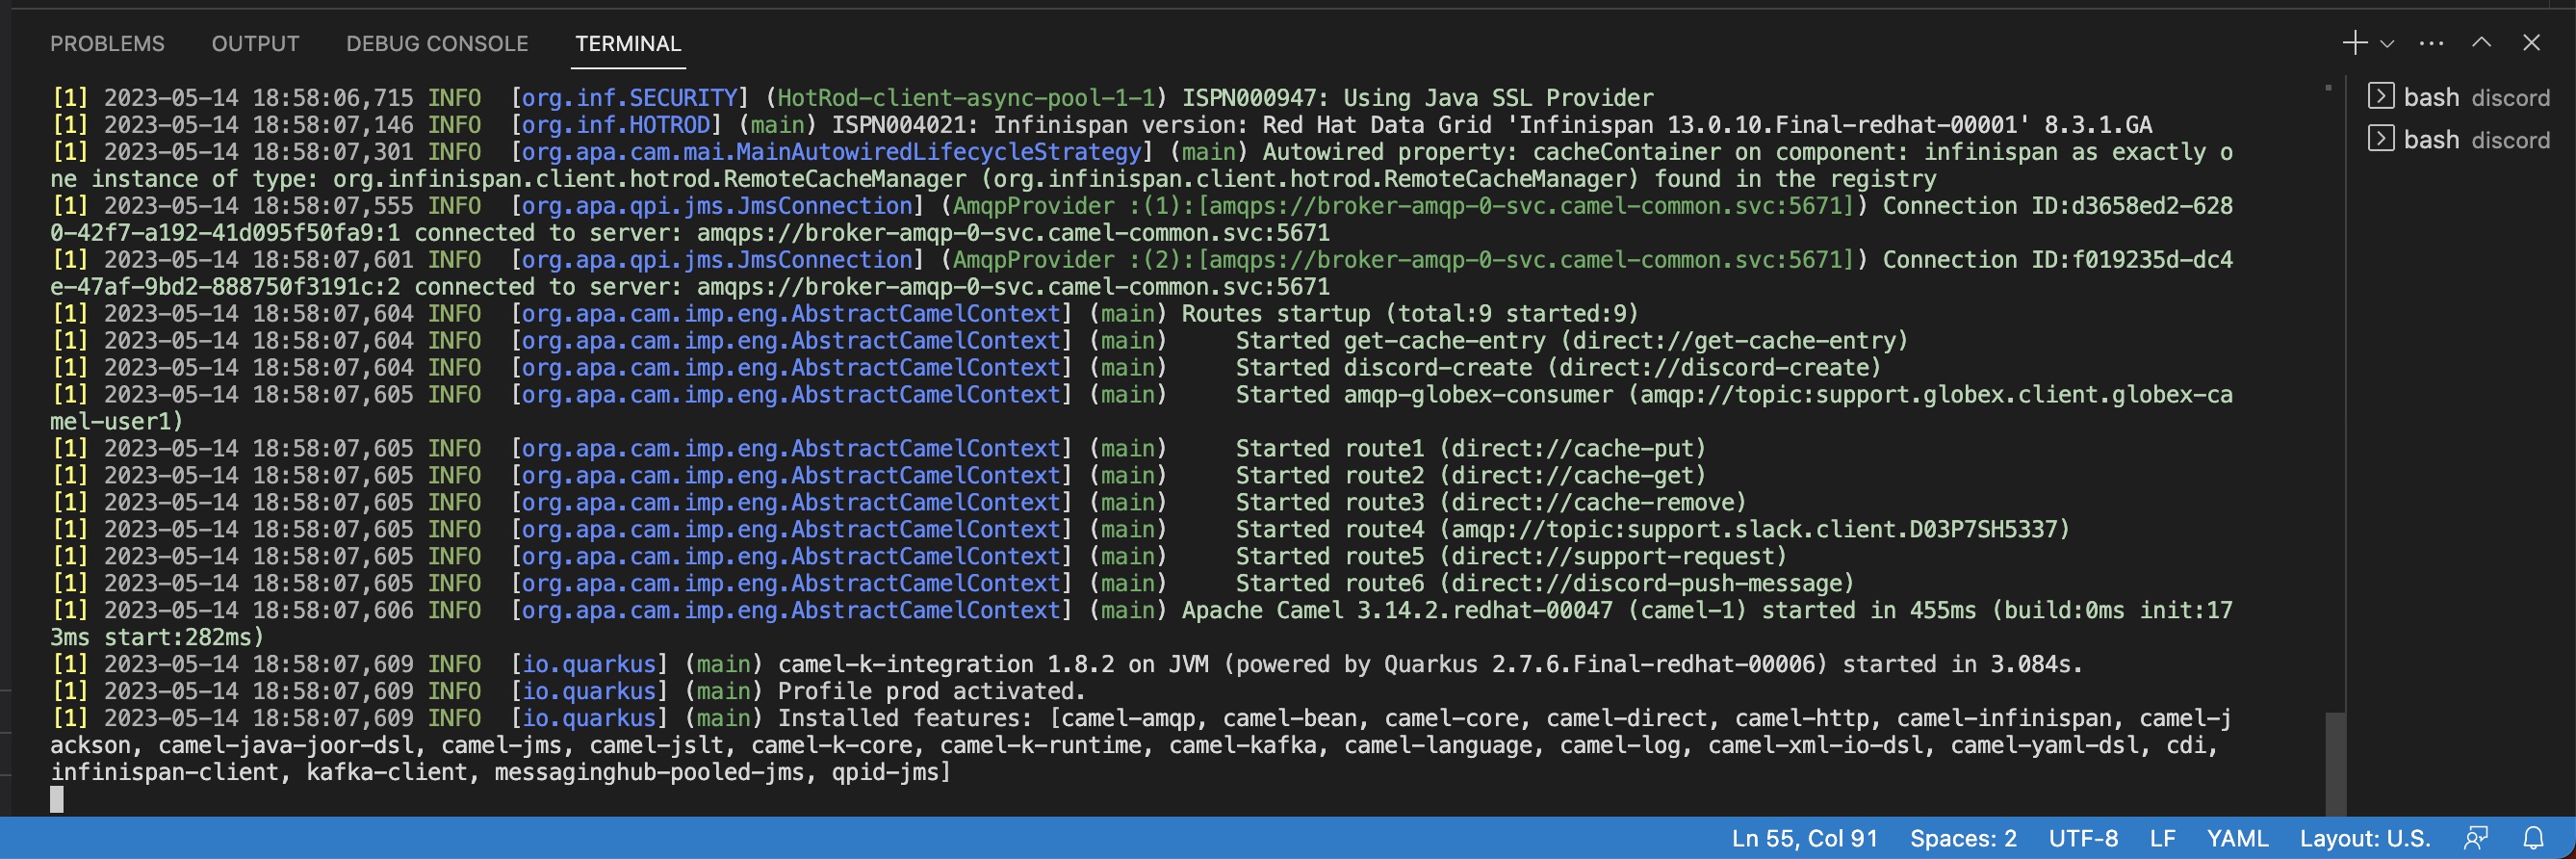 PROBLEMS OUTPUT DEBUG CONSOLE TERMINAL
[1] 2023-05-14 18:58:06,715 INFO  [org.inf.SECURITY] (HotRod-client-async-pool-1-1) ISPN000947: Using Java SSL Provider
[1] 2023-05-14 18:58:07,146 INFO  [org.inf.HOTROD] (main) ISPN004021: Infinispan version: Red Hat Data Grid 'Infinispan 13.0.10.Final-redhat-00001' 8.3.1.GA
[1] 2023-05-14 18:58:07,301 INFO  [org.apa.cam.mai.MainAutowiredLifecycleStrategy] (main) Autowired property: cacheContainer on component: infinispan as exactly o
ne instance of type: org.infinispan.client.hotrod.RemoteCacheManager (org.infinispan.client.hotrod.RemoteCacheManager) found in the registry
[1] 2023-05-14 18:58:07,555 INFO  [org.apa.qpi.jms.JmsConnection] (AmqpProvider :(1):[amqps://broker-amqp-0-svc.camel-common.svc:5671]) Connection ID:d3658ed2-628
0-42f7-a192-41d095f50fa9:1 connected to server: amqps://broker-amqp-0-svc.camel-common.svc:5671
[1] 2023-05-14 18:58:07,601 INFO  [org.apa.qpi.jms.JmsConnection] (AmqpProvider :(2):[amqps://broker-amqp-0-svc.camel-common.svc:5671]) Connection ID:f019235d-dc4
e-47af-9bd2-888750f3191c:2 connected to server: amqps://broker-amqp-0-svc.camel-common.svc:5671
[1] 2023-05-14 18:58:07,604 INFO  [org.apa.cam.imp.eng.AbstractCamelContext] (main) Routes startup (total:9 started:9)
[1] 2023-05-14 18:58:07,604 INFO  [org.apa.cam.imp.eng.AbstractCamelContext] (main)     Started get-cache-entry (direct://get-cache-entry)
[1] 2023-05-14 18:58:07,604 INFO  [org.apa.cam.imp.eng.AbstractCamelContext] (main)     Started discord-create (direct://discord-create)
[1] 2023-05-14 18:58:07,605 INFO  [org.apa.cam.imp.eng.AbstractCamelContext] (main)     Started amqp-globex-consumer (amqp://topic:support.globex.client.globex-ca
mel-user1)
[1] 2023-05-14 18:58:07,605 INFO  [org.apa.cam.imp.eng.AbstractCamelContext] (main)     Started route1 (direct://cache-put)
[1] 2023-05-14 18:58:07,605 INFO  [org.apa.cam.imp.eng.AbstractCamelContext] (main)     Started route2 (direct://cache-get)
[1] 2023-05-14 18:58:07,605 INFO  [org.apa.cam.imp.eng.AbstractCamelContext] (main)     Started route3 (direct://cache-remove)
[1] 2023-05-14 18:58:07,605 INFO  [org.apa.cam.imp.eng.AbstractCamelContext] (main)     Started route4 (amqp://topic:support.slack.client.D03P7SH5337)
[1] 2023-05-14 18:58:07,605 INFO  [org.apa.cam.imp.eng.AbstractCamelContext] (main)     Started route5 (direct://support-request)
[1] 2023-05-14 18:58:07,605 INFO  [org.apa.cam.imp.eng.AbstractCamelContext] (main)     Started route6 (direct://discord-push-message)
[1] 2023-05-14 18:58:07,606 INFO  [org.apa.cam.imp.eng.AbstractCamelContext] (main) Apache Camel 3.14.2.redhat-00047 (camel-1) started in 455ms (build:0ms init:17
3ms start:282ms)
[1] 2023-05-14 18:58:07,609 INFO  [io.quarkus] (main) camel-k-integration 1.8.2 on JVM (powered by Quarkus 2.7.6.Final-redhat-00006) started in 3.084s.
[1] 2023-05-14 18:58:07,609 INFO  [io.quarkus] (main) Profile prod activated.
[1] 2023-05-14 18:58:07,609 INFO  [io.quarkus] (main) Installed features: [camel-amqp, camel-bean, camel-core, camel-direct, camel-http, camel-infinispan, camel-j
ackson, camel-java-joor-dsl, camel-jms, camel-jslt, camel-k-core, camel-k-runtime, camel-kafka, camel-language, camel-log, camel-xml-io-dsl, camel-yaml-dsl, cdi,
infinispan-client, kafka-client, messaginghub-pooled-jms, qpid-jms]
bash discord
bash discord
Ln 55, Col 91 Spaces: 2 UTF-8 LF YAML Layout: U.S.